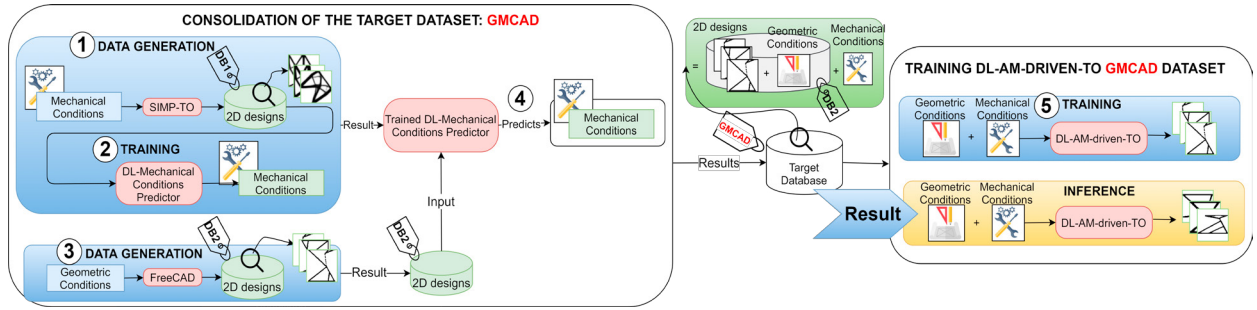 CONSOLIDATION OF THE TARGET DATASET: GMCAD
1 DATA GENERATION
DB1
Mechanical Conditions
SIMP-TO
2D designs
2 TRAINING
DL-Mechanical
Conditions
Predictor
Mechanical Conditions
3 DATA GENERATION
DB2
Geometric
Conditions
FreeCAD
2D designs
Result
Result
DB2
2D designs
Input
Trained DL-Mechanical
Conditions Predictor
Predicts
4
Mechanical
Conditions
Results
2D designs
Geometric
Conditions
Mechanical
Conditions
=
+
+
DB2
GMCAD
Target
Database
Result
TRAINING DL-AM-DRIVEN-TO GMCAD DATASET
5 TRAINING
Geometric
Conditions
+
Mechanical
Conditions
DL-AM-driven-TO
INFERENCE
Geometric
Conditions
+
Mechanical
Conditions
DL-AM-driven-TO